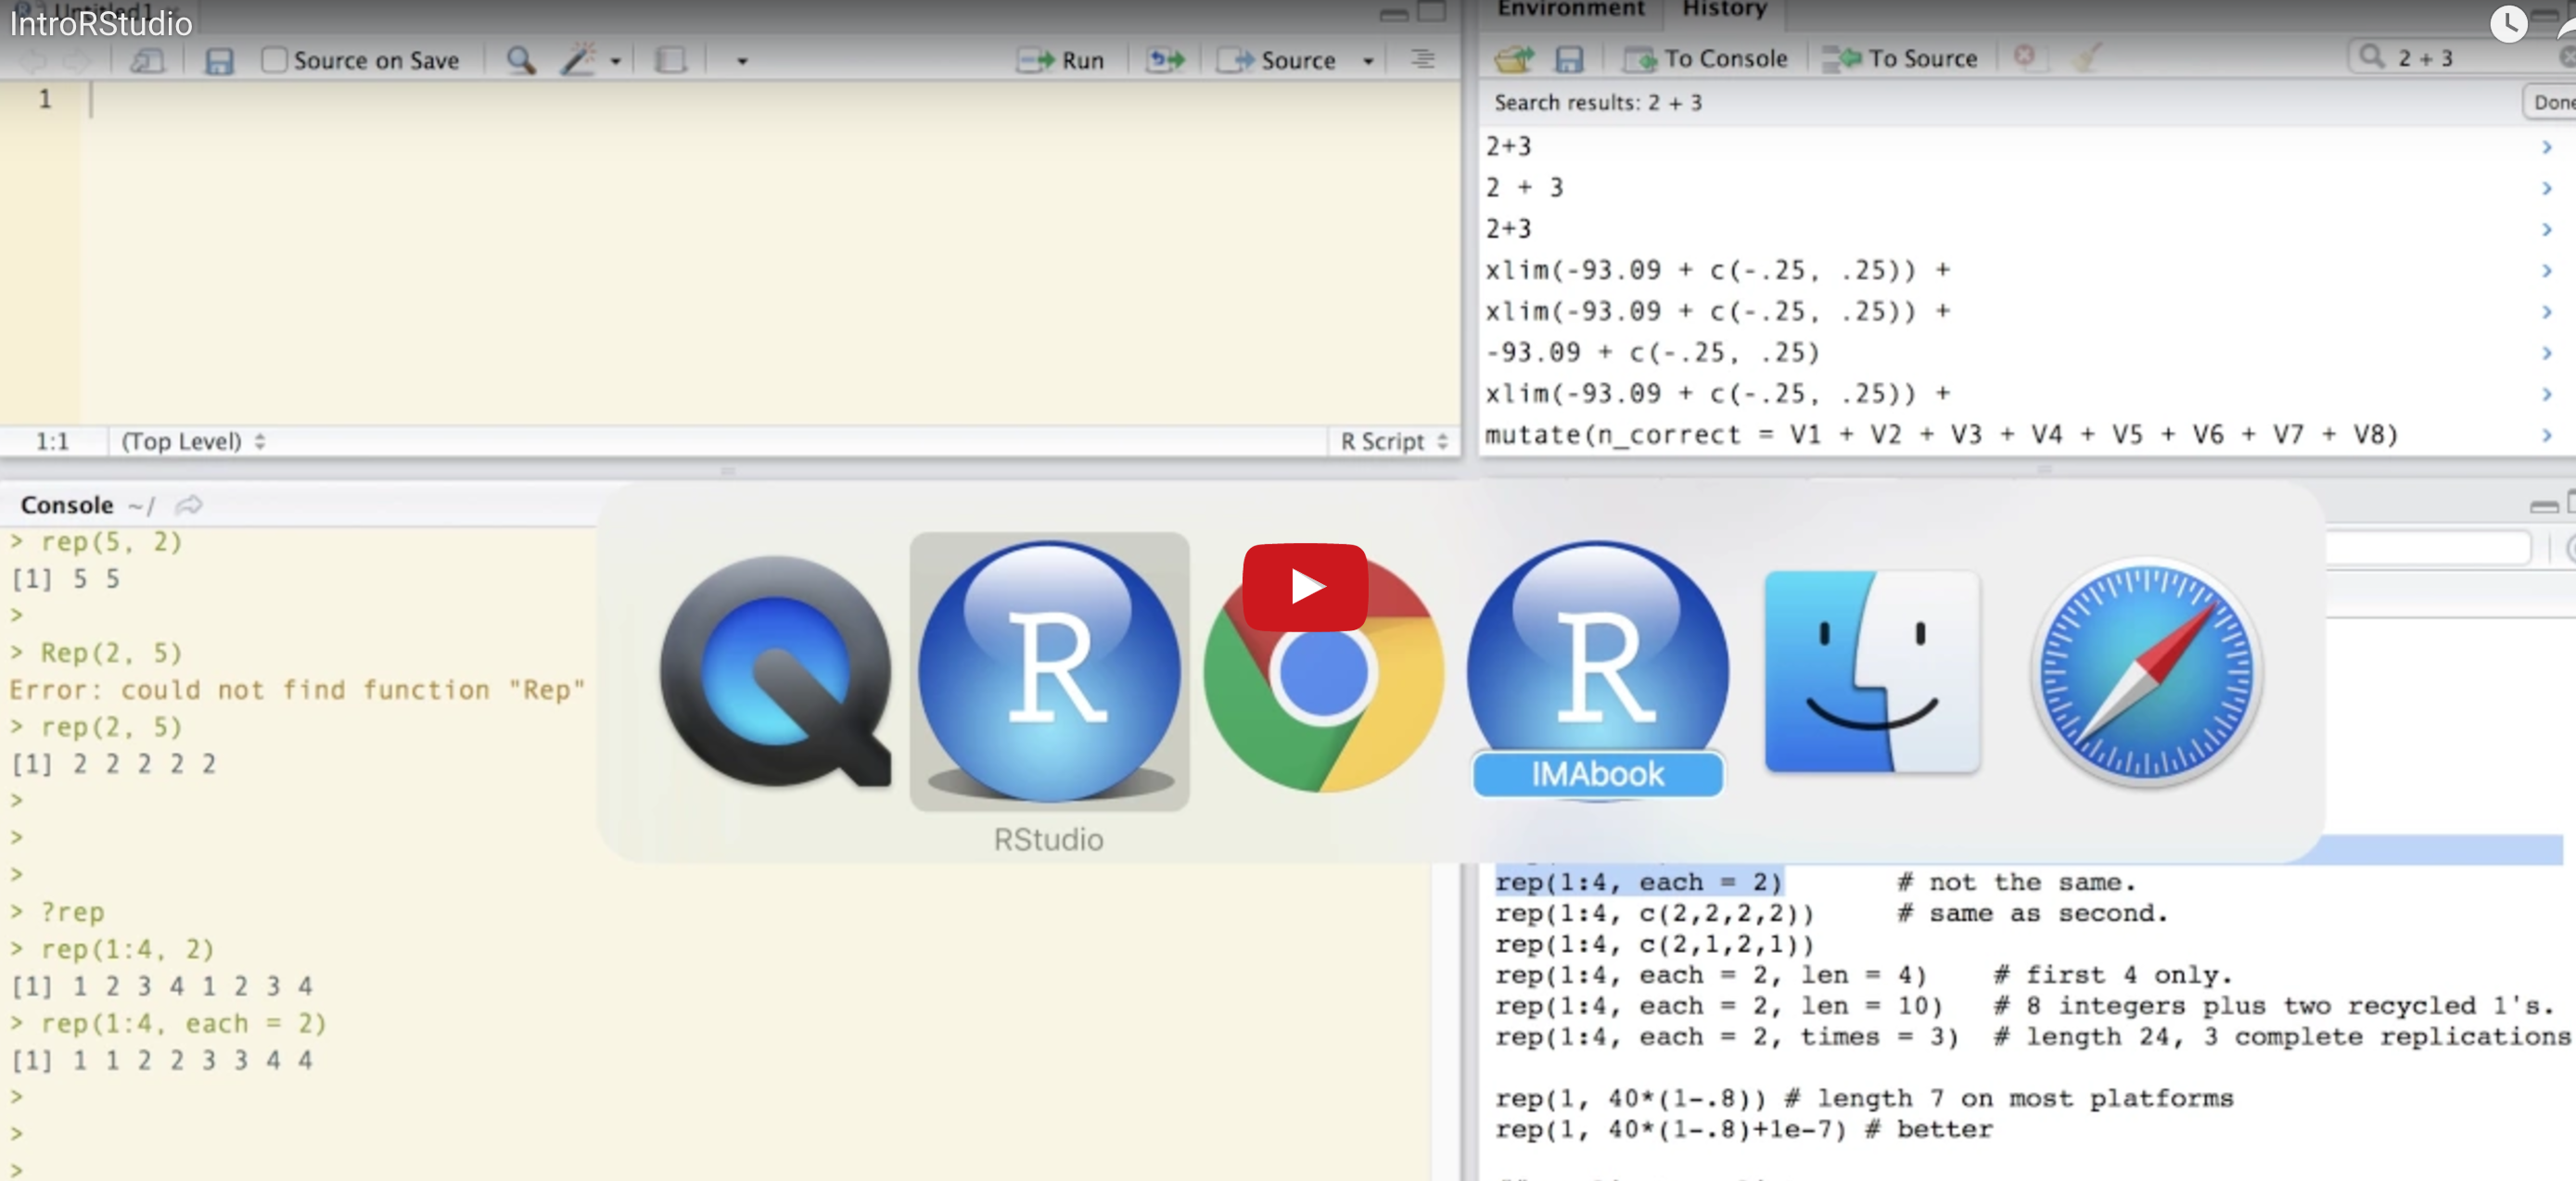 IntroRStudio
Untitled1
Source on Save
Run
Source
1
1:1 (Top Level)
R Script
Environment History
To Console To Source 2 + 3
Search results: 2 + 3
Done
2+3
2 + 3
2+3
xlim(-93.09 + c(-.25, .25)) +
xlim(-93.09 + c(-.25, .25)) +
-93.09 + c(-.25, .25)
xlim(-93.09 + c(-.25, .25)) +
mutate(n_correct = V1 + V2 + V3 + V4 + V5 + V6 + V7 + V8)
Console ~/
> rep(5, 2)
[1] 5 5
>
> Rep(2, 5)
Error: could not find function "Rep"
> rep(2, 5)
[1] 2 2 2 2 2
>
>
>
> ?rep
> rep(1:4, 2)
[1] 1 2 3 4 1 2 3 4
> rep(1:4, each = 2)
[1] 1 1 2 2 3 3 4 4
>
>
>
R
R
IMAbook
RStudio
rep(1:4, each = 2)       # not the same.
rep(1:4, c(2,2,2,2))     # same as second.
rep(1:4, c(2,1,2,1))
rep(1:4, each = 2, len = 4)    # first 4 only.
rep(1:4, each = 2, len = 10)   # 8 integers plus two recycled 1's.
rep(1:4, each = 2, times = 3)  # length 24, 3 complete replications
rep(1, 40*(1-.8)) # length 7 on most platforms
rep(1, 40*(1-.8)+1e-7) # better